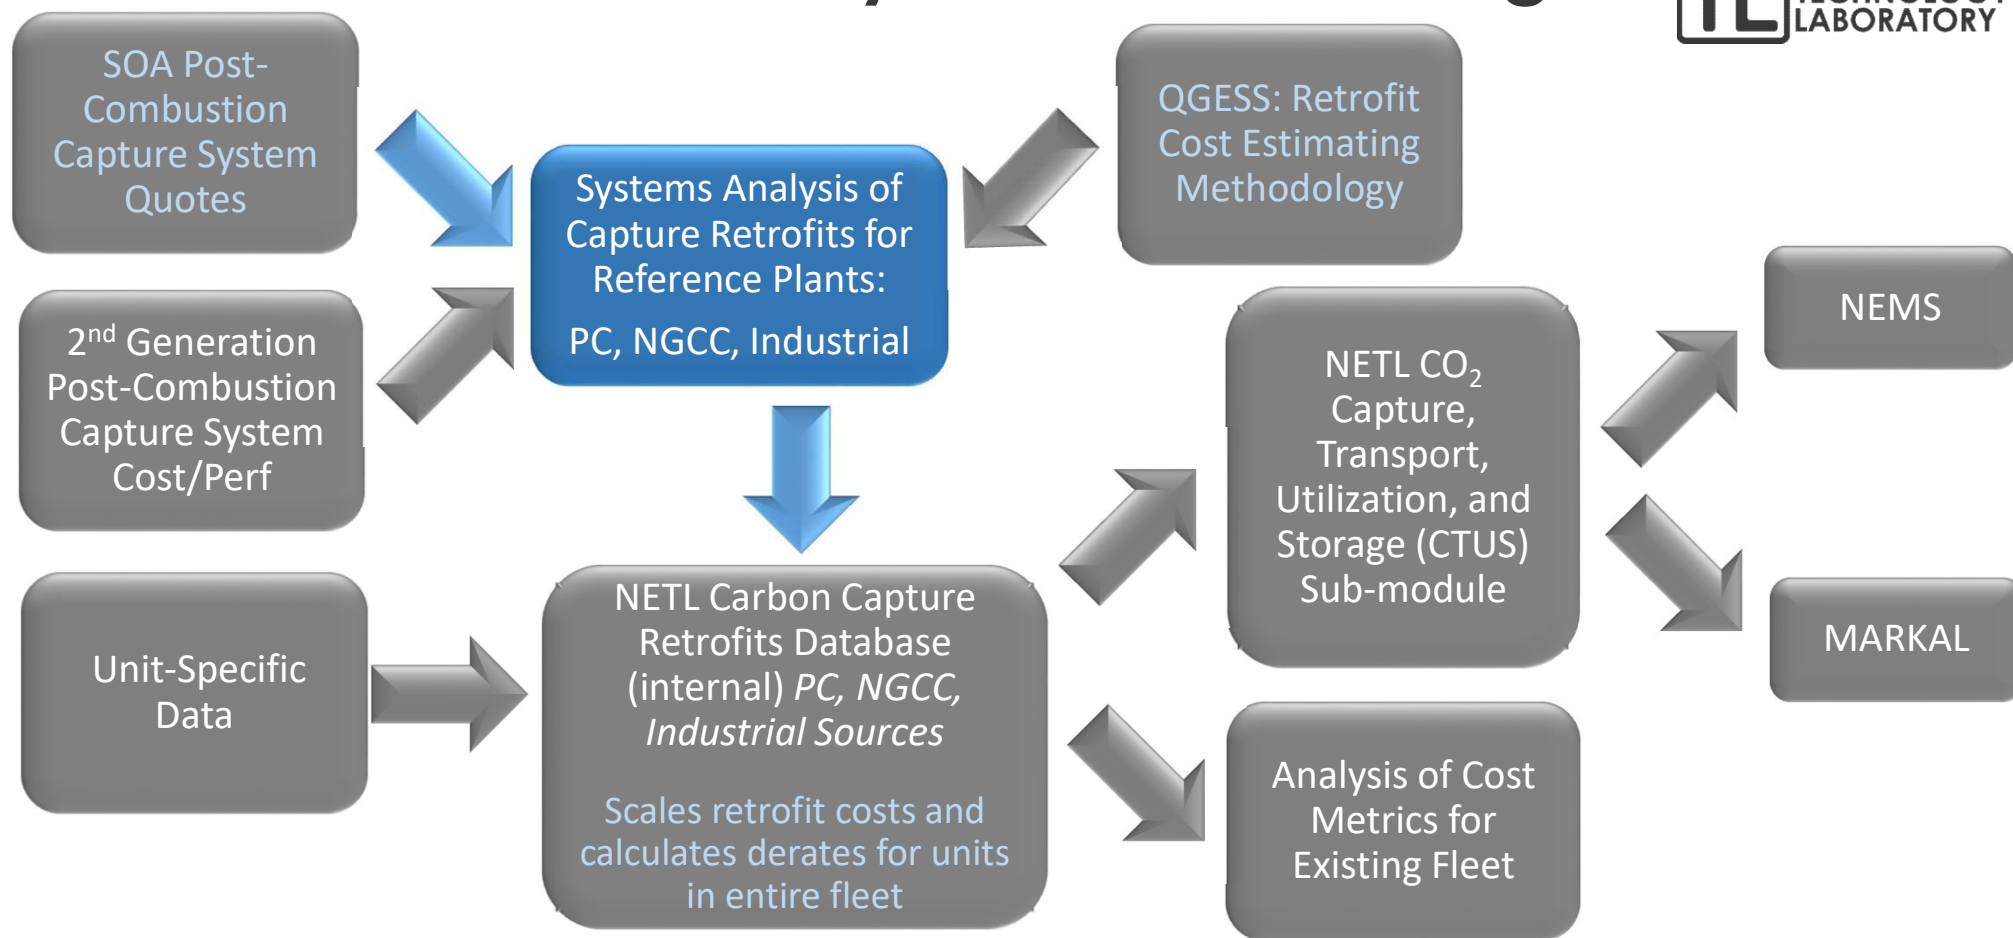 LABORATORY
SOA Post-
Combustion
Capture System
Quotes
QGESS: Retrofit
Cost Estimating
Methodology
Systems Analysis of
Capture Retrofits for
Reference Plants:
PC, NGCC, Industrial
2nd Generation
Post-Combustion
Capture System
Cost/Perf
NEMS
NETL CO2
Capture,
Transport,
Utilization, and
Storage (CTUS)
Sub-module
MARKAL
Unit-Specific
Data
NETL Carbon Capture
Retrofits Database
(internal) PC, NGCC,
Industrial Sources
Scales retrofit costs and
calculates derates for units
in entire fleet
Analysis of Cost
Metrics for
Existing Fleet